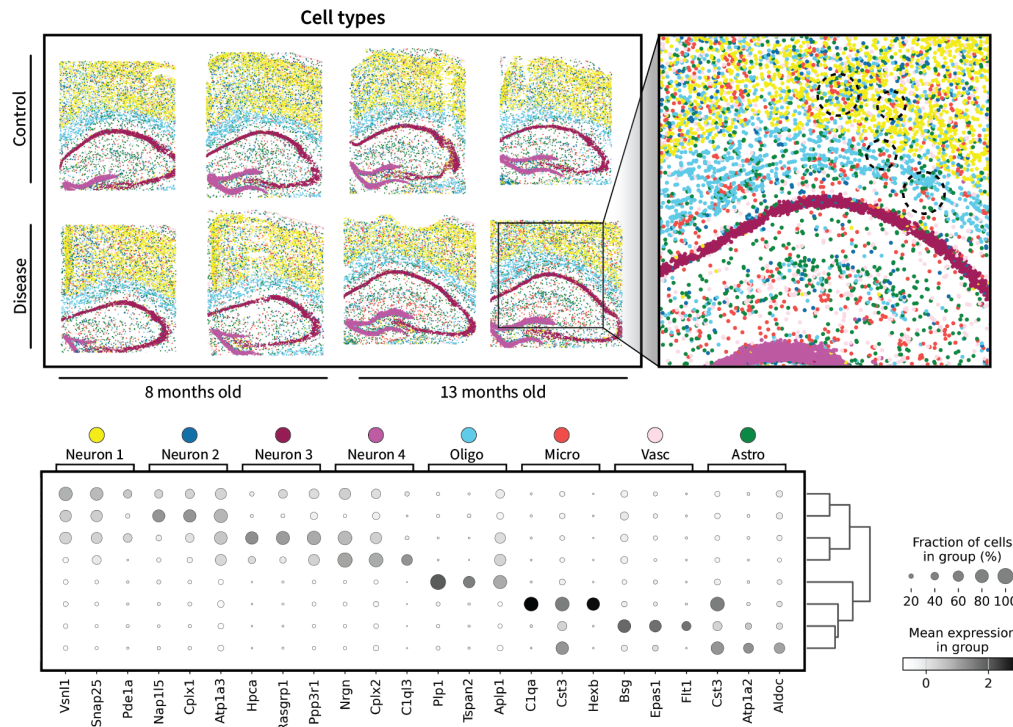 Cell types
Control
Disease
8 months old
13 months old
Neuron 1
Neuron 2
Neuron 3
Neuron 4
Oligo
Micro
Vasc
Astro
Fraction of cells
in group (%)
20 40 60 80 100
Mean expression
in group
0 2
Vsnl1
Snap25
Pde1a
Nap1l5
Cplx1
Atp1a3
Hpca
Rasgrp1
Ppp3r1
Nrgn
Cplx2
C1ql3
Plp1
Tspan2
Aplp1
C1qa
Cst3
Hexb
Bsg
Epas1
Flt1
Cst3
Atp1a2
Aldoc